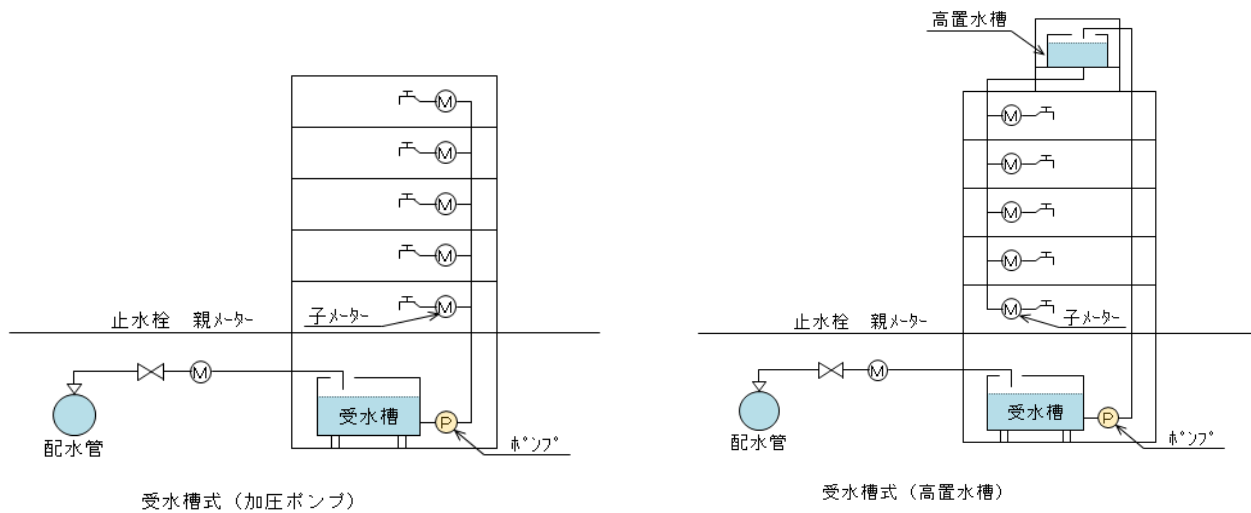 M
M
M
M
M
子メーター
止水栓 親メーター
M
受水槽
P
配水管
ポンプ
受水槽式（加圧ポンプ）
高置水槽
M
M
M
M
M
子メーター
止水栓 親メーター
M
受水槽
P
配水管
ポンプ
受水槽式（高置水槽）